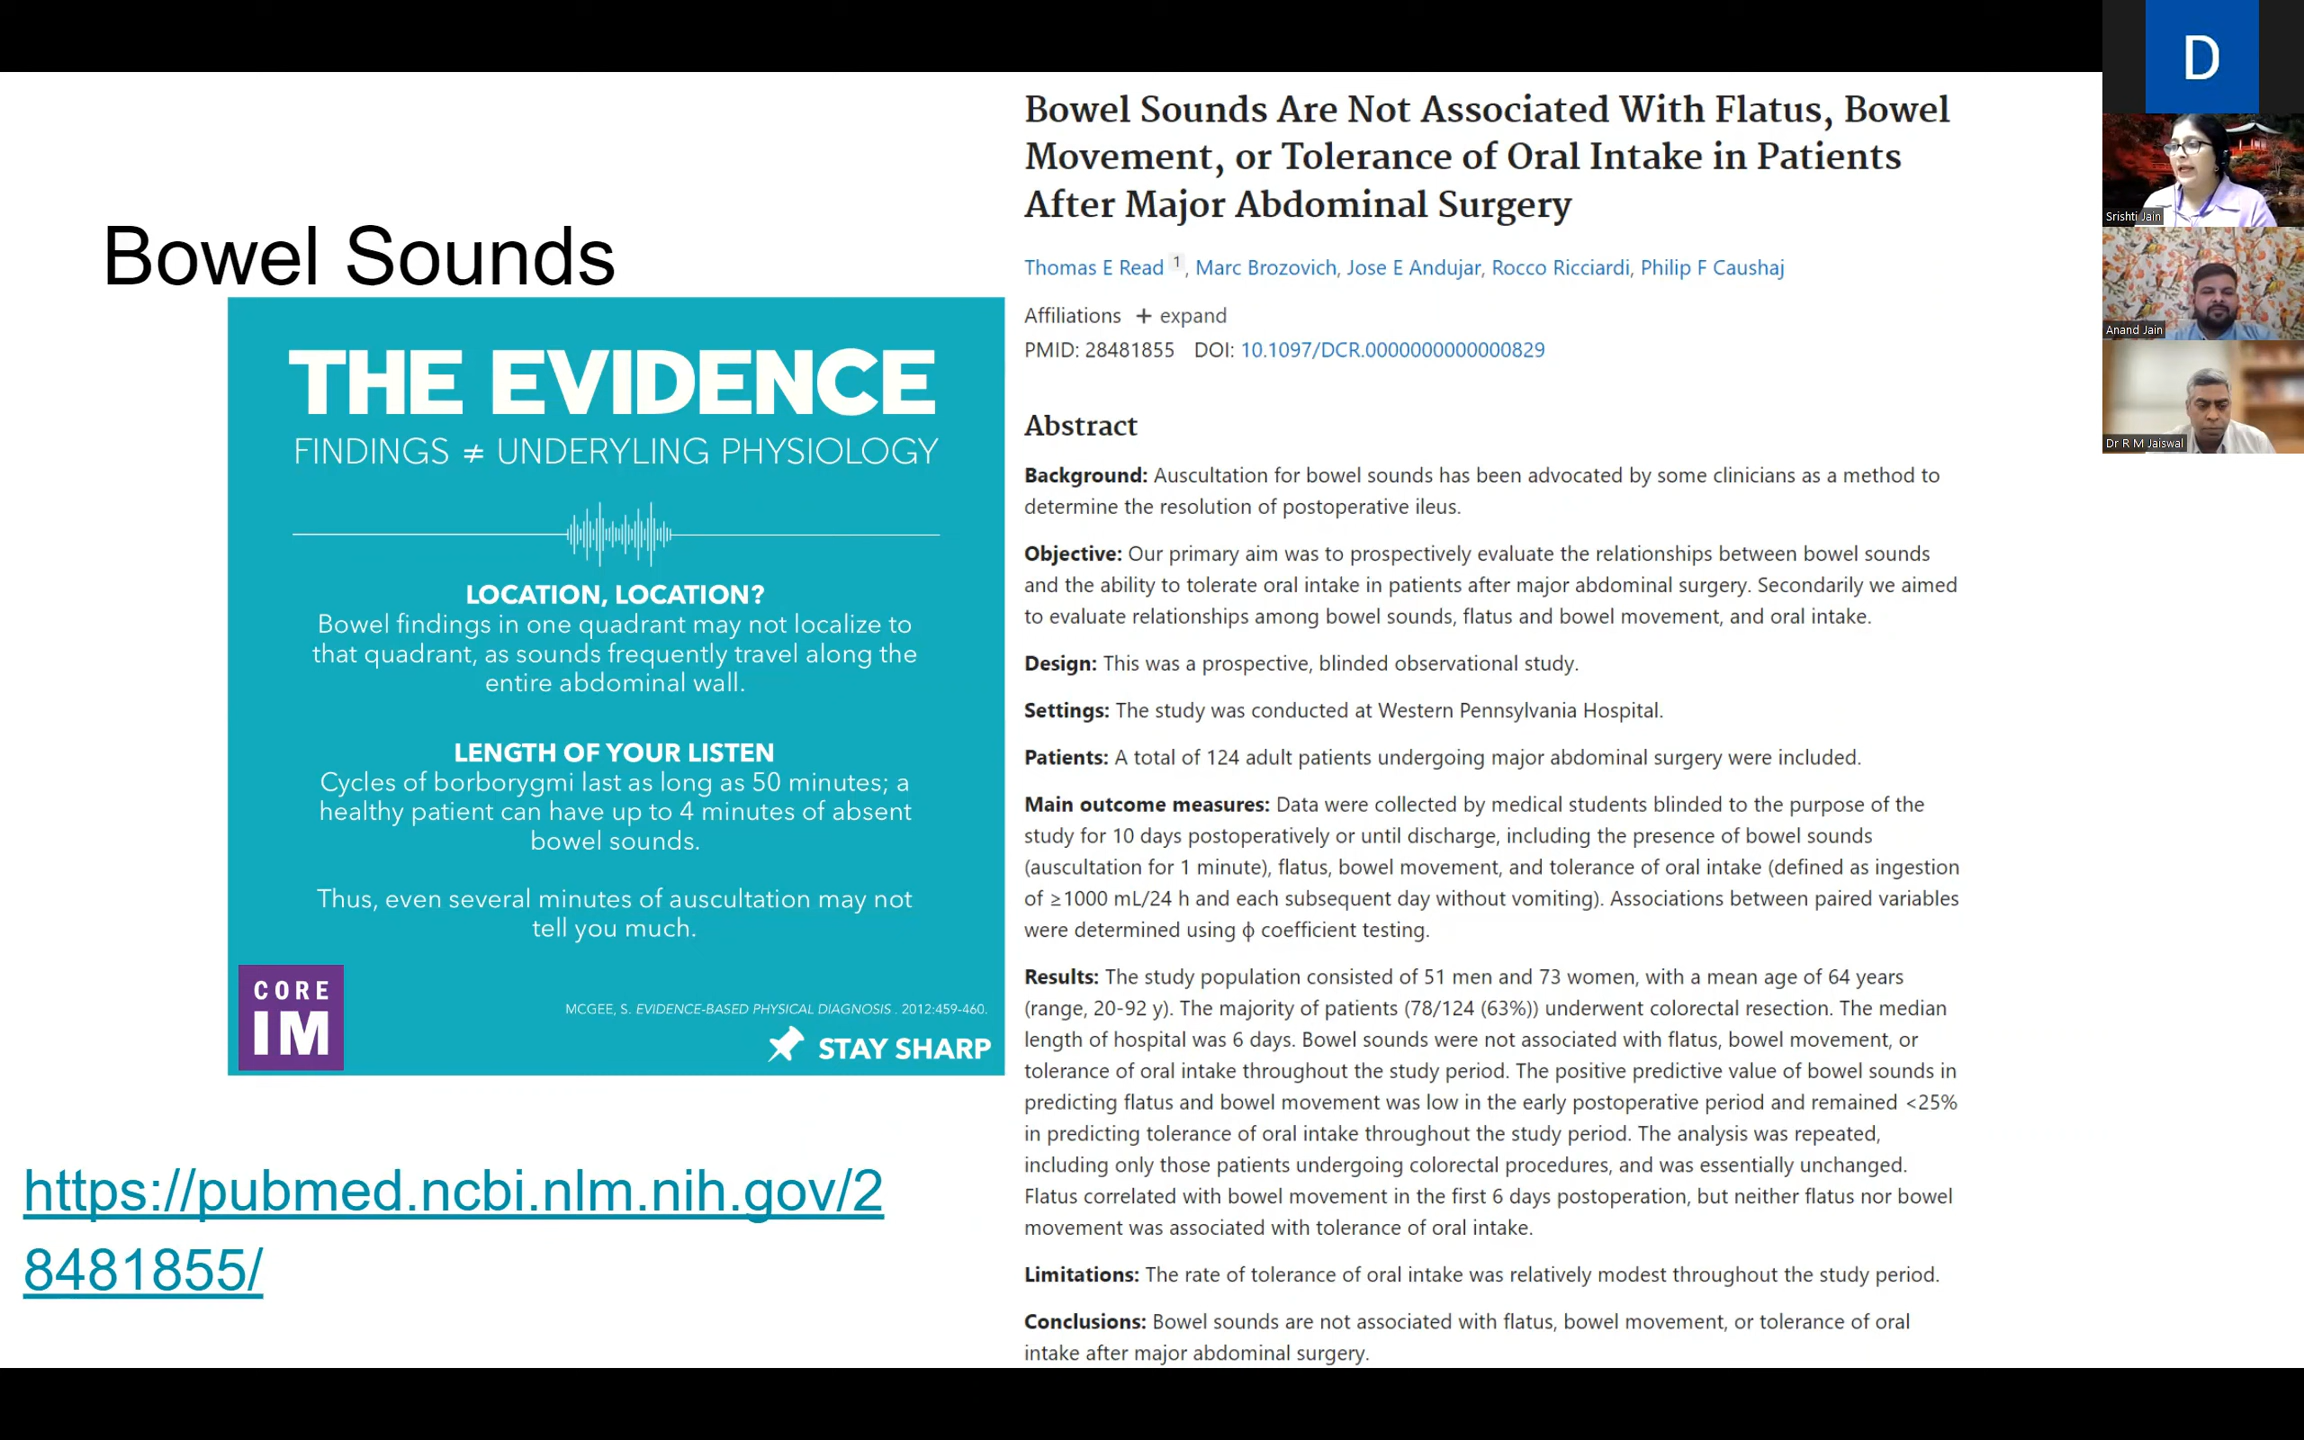 Bowel Sounds
THE EVIDENCE
FINDINGS ≠ UNDERYLING PHYSIOLOGY
LOCATION, LOCATION?
Bowel findings in one quadrant may not localize to
that quadrant, as sounds frequently travel along the
entire abdominal wall.
LENGTH OF YOUR LISTEN
Cycles of borborygmi last as long as 50 minutes; a
healthy patient can have up to 4 minutes of absent
bowel sounds.
Thus, even several minutes of auscultation may not
tell you much.
CORE
IM
MCGEE, S. EVIDENCE-BASED PHYSICAL DIAGNOSIS . 2012:459-460.
STAY SHARP
https://pubmed.ncbi.nlm.nih.gov/2
8481855/
Bowel Sounds Are Not Associated With Flatus, Bowel
Movement, or Tolerance of Oral Intake in Patients
After Major Abdominal Surgery
Thomas E Read 1, Marc Brozovich, Jose E Andujar, Rocco Ricciardi, Philip F Caushaj
Affiliations + expand
PMID: 28481855 DOI: 10.1097/DCR.0000000000000829
Abstract
Background: Auscultation for bowel sounds has been advocated by some clinicians as a method to
determine the resolution of postoperative ileus.
Objective: Our primary aim was to prospectively evaluate the relationships between bowel sounds
and the ability to tolerate oral intake in patients after major abdominal surgery. Secondarily we aimed
to evaluate relationships among bowel sounds, flatus and bowel movement, and oral intake.
Design: This was a prospective, blinded observational study.
Settings: The study was conducted at Western Pennsylvania Hospital.
Patients: A total of 124 adult patients undergoing major abdominal surgery were included.
Main outcome measures: Data were collected by medical students blinded to the purpose of the
study for 10 days postoperatively or until discharge, including the presence of bowel sounds
(auscultation for 1 minute), flatus, bowel movement, and tolerance of oral intake (defined as ingestion
of ≥1000 mL/24 h and each subsequent day without vomiting). Associations between paired variables
were determined using ϕ coefficient testing.
Results: The study population consisted of 51 men and 73 women, with a mean age of 64 years
(range, 20-92 y). The majority of patients (78/124 (63%)) underwent colorectal resection. The median
length of hospital was 6 days. Bowel sounds were not associated with flatus, bowel movement, or
tolerance of oral intake throughout the study period. The positive predictive value of bowel sounds in
predicting flatus and bowel movement was low in the early postoperative period and remained <25%
in predicting tolerance of oral intake throughout the study period. The analysis was repeated,
including only those patients undergoing colorectal procedures, and was essentially unchanged.
Flatus correlated with bowel movement in the first 6 days postoperation, but neither flatus nor bowel
movement was associated with tolerance of oral intake.
Limitations: The rate of tolerance of oral intake was relatively modest throughout the study period.
Conclusions: Bowel sounds are not associated with flatus, bowel movement, or tolerance of oral
intake after major abdominal surgery.
D
Srishti Jain
Anand Jain
Dr R M Jaiswal